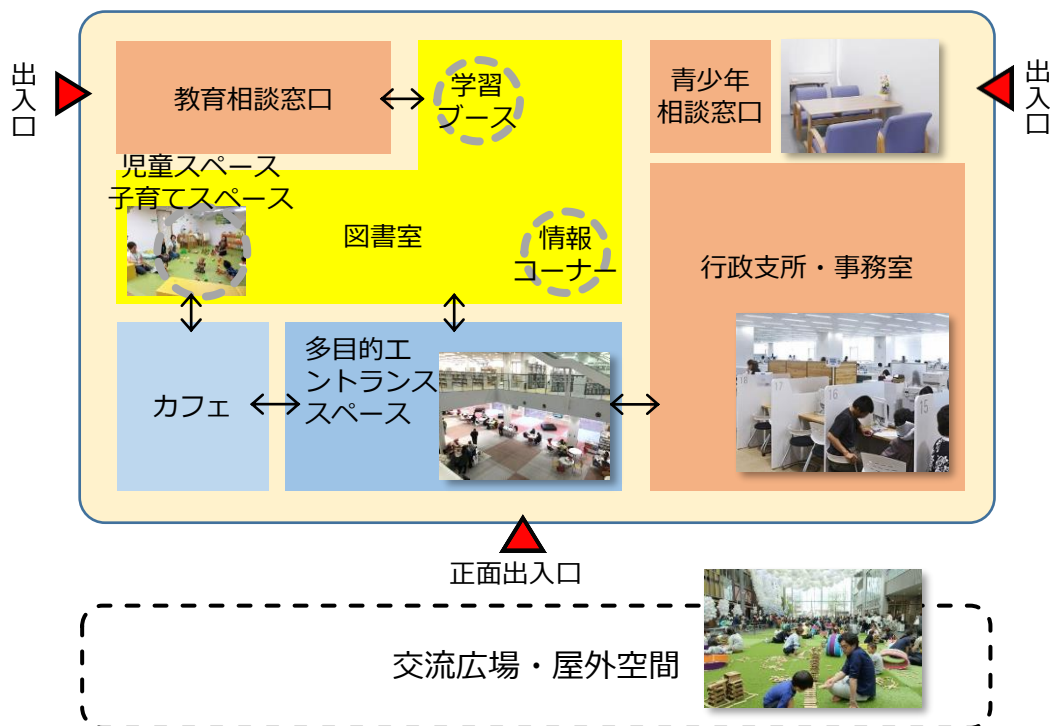 出入口
教育相談窓口
学習
ブース
青少年
相談窓口
出入口
児童スペース
子育てスペース
図書室
情報
コーナー
行政支所・事務室
カフェ
多目的エ
ントランス
スペース
18
17
16
15
正面出入口
交流広場・屋外空間